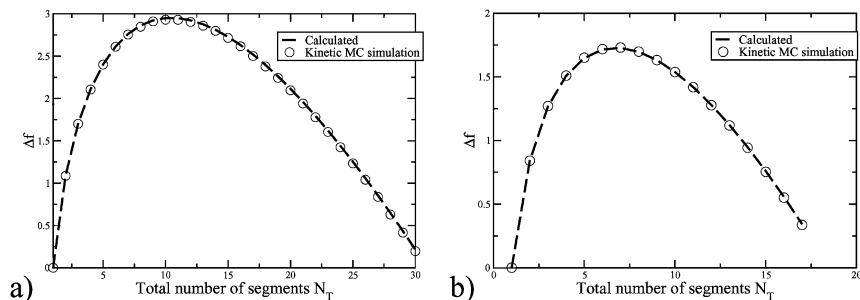 3
2.5
2
1.5
1
0.5
0
5
10
15
20
25
30
Δf
Total number of segments N_T
Calculated
Kinetic MC simulation
a)
2
1.5
1
0.5
0
0
5
10
15
20
Δf
Total number of segments N_T
Calculated
Kinetic MC simulation
b)